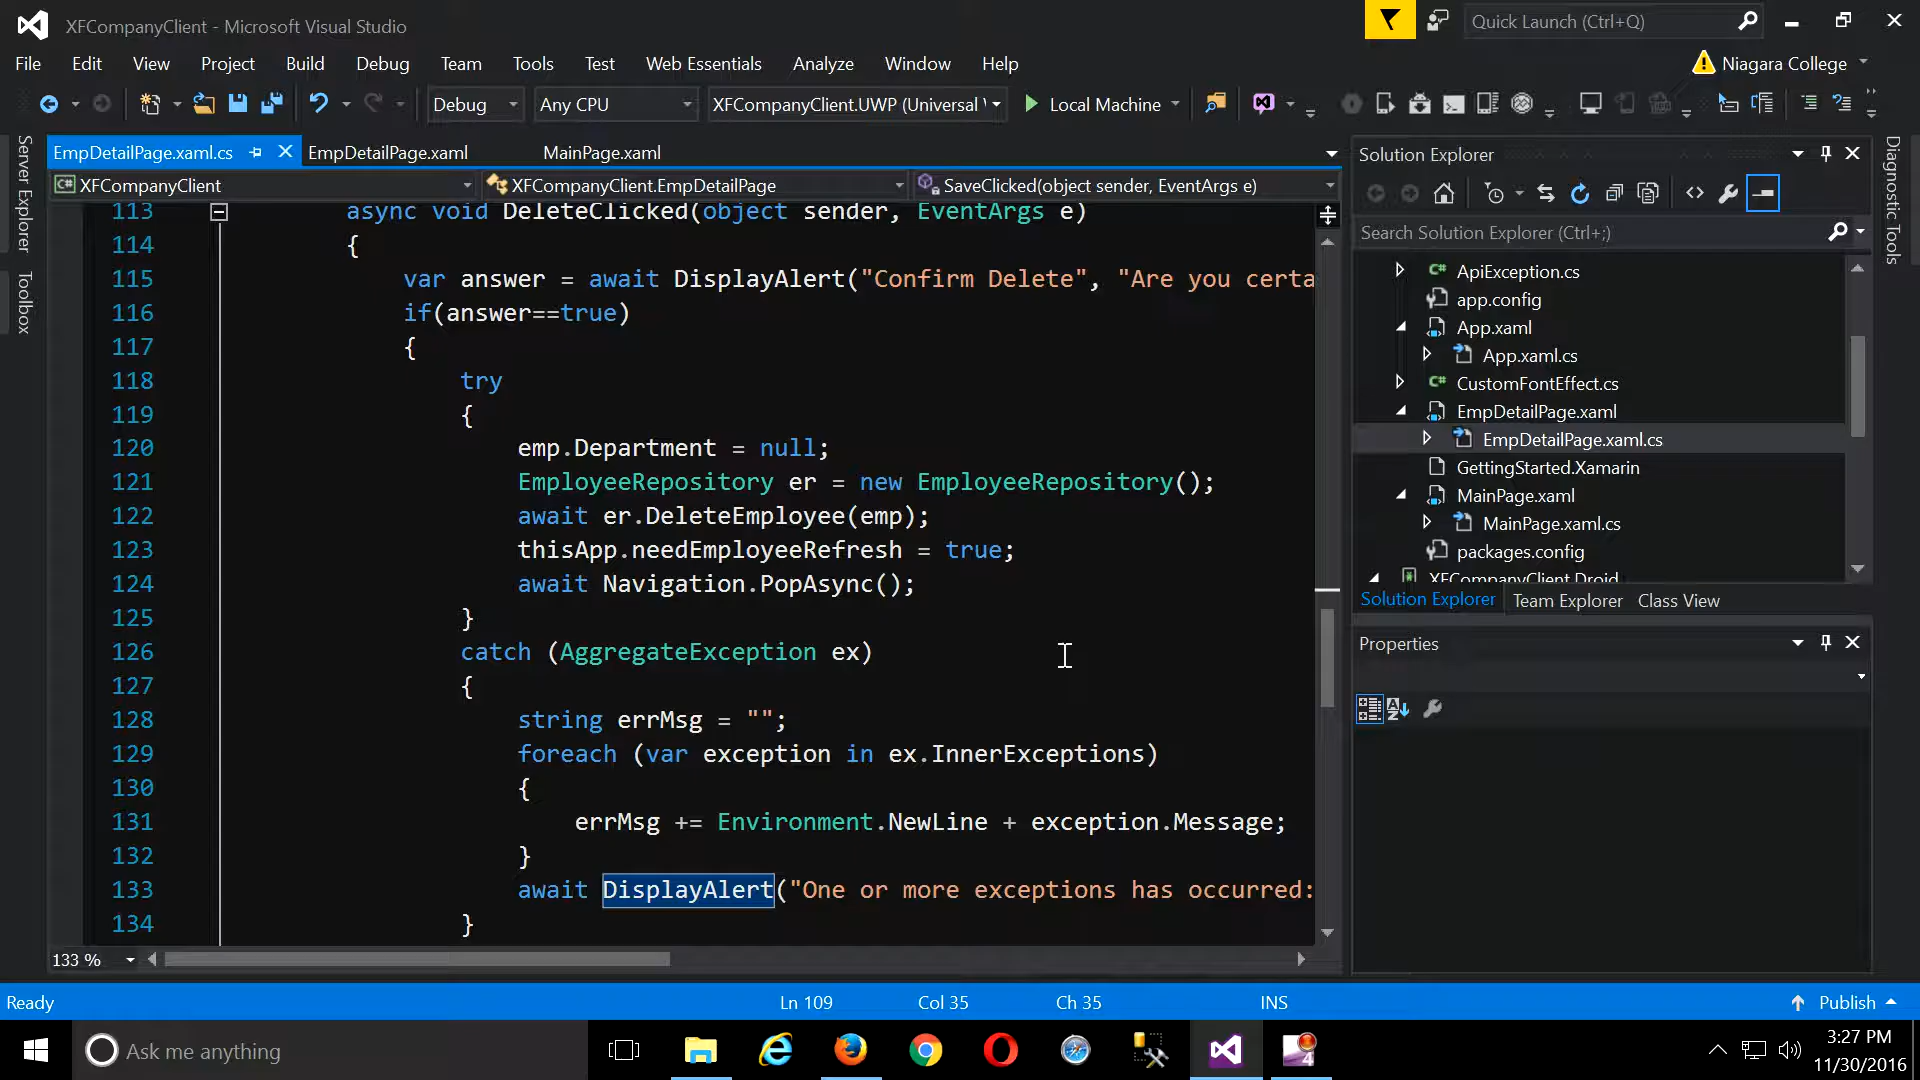 XFCompanyClient - Microsoft Visual Studio
Quick Launch (Ctrl+Q)
File Edit View Project Build Debug Team Tools Test Web Essentials Analyze Window Help
Niagara College
Debug Any CPU XFCompanyClient.UWP (Universal Local Machine
Server Explorer
Toolbox
EmpDetailPage.xaml.cs EmpDetailPage.xaml MainPage.xaml
XFCompanyClient XFCompanyClient.EmpDetailPage SaveClicked(object sender, EventArgs e)
113 async void DeleteClicked(object sender, EventArgs e)
114 {
115 var answer = await DisplayAlert("Confirm Delete", "Are you certa
116 if(answer==true)
117 {
118 try
119 {
120 emp.Department = null;
121 EmployeeRepository er = new EmployeeRepository();
122 await er.DeleteEmployee(emp);
123 thisApp.needEmployeeRefresh = true;
124 await Navigation.PopAsync();
125 }
126 catch (AggregateException ex)
127 {
128 string errMsg = "";
129 foreach (var exception in ex.InnerExceptions)
130 {
131 errMsg += Environment.NewLine + exception.Message;
132 }
133 await DisplayAlert("One or more exceptions has occurred:
134 }
133 %
Solution Explorer
Search Solution Explorer (Ctrl+;)
ApiException.cs
app.config
App.xaml
App.xaml.cs
CustomFontEffect.cs
EmpDetailPage.xaml
EmpDetailPage.xaml.cs
GettingStarted.Xamarin
MainPage.xaml
MainPage.xaml.cs
packages.config
XFCompanyClient.Droid
Solution Explorer Team Explorer Class View
Properties
Diagnostic Tools
Ready Ln 109 Col 35 Ch 35 INS Publish
Ask me anything
3:27 PM
11/30/2016